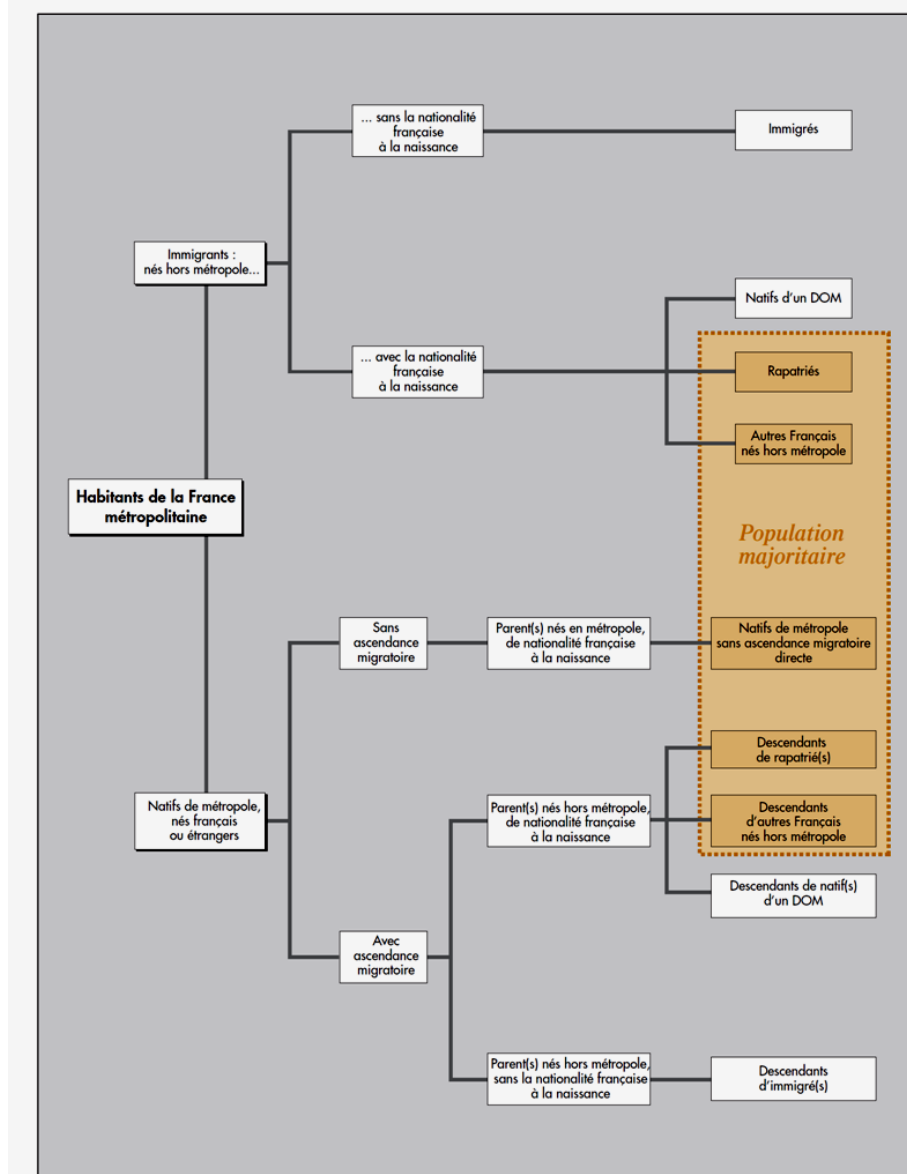 ... sans la nationalité
française
à la naissance
Immigrés
Immigrants :
nés hors métropole...
Natifs d'un DOM
... avec la nationalité
française
à la naissance
Rapatriés
Autres Français
nés hors métropole
Habitants de la France
métropolitaine
Population
majoritaire
Sans
ascendance
migratoire
Parent(s) nés en métropole,
de nationalité française
à la naissance
Natifs de métropole
sans ascendance migratoire
directe
Descendants
de rapatrié(s)
Natifs de métropole,
nés français
ou étrangers
Parent(s) nés hors métropole,
de nationalité française
à la naissance
Descendants
d'autres Français
nés hors métropole
Descendants de natif(s)
d'un DOM
Avec
ascendance
migratoire
Parent(s) nés hors métropole,
sans la nationalité française
à la naissance
Descendants
d'immigré(s)